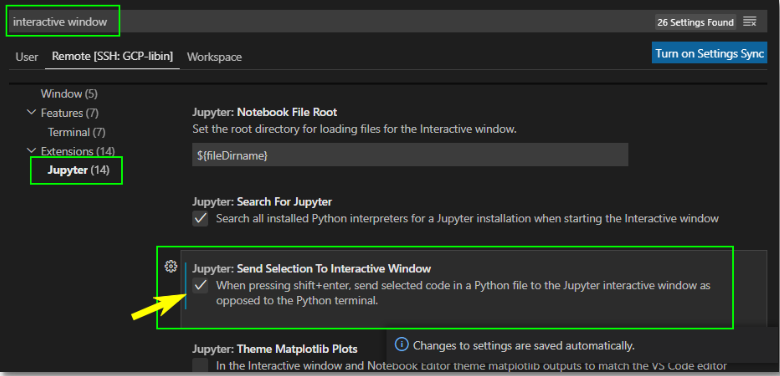 interactive window
26 Settings Found
User Remote [SSH: GCP-libin] Workspace
Turn on Settings Sync
Window (5)
Features (7)
Terminal (7)
Extensions (14)
Jupyter (14)
Jupyter: Notebook File Root
Set the root directory for loading files for the Interactive window.
${fileDirname}
Jupyter: Search For Jupyter
Search all installed Python interpreters for a Jupyter installation when starting the Interactive window
Jupyter: Send Selection To Interactive Window
When pressing shift+enter, send selected code in a Python file to the Jupyter interactive window as
opposed to the Python terminal.
Changes to settings are saved automatically.
Jupyter: Theme Matplotlib Plots
In the Interactive window and Notebook Editor theme matplotlib outputs to match the VS Code editor